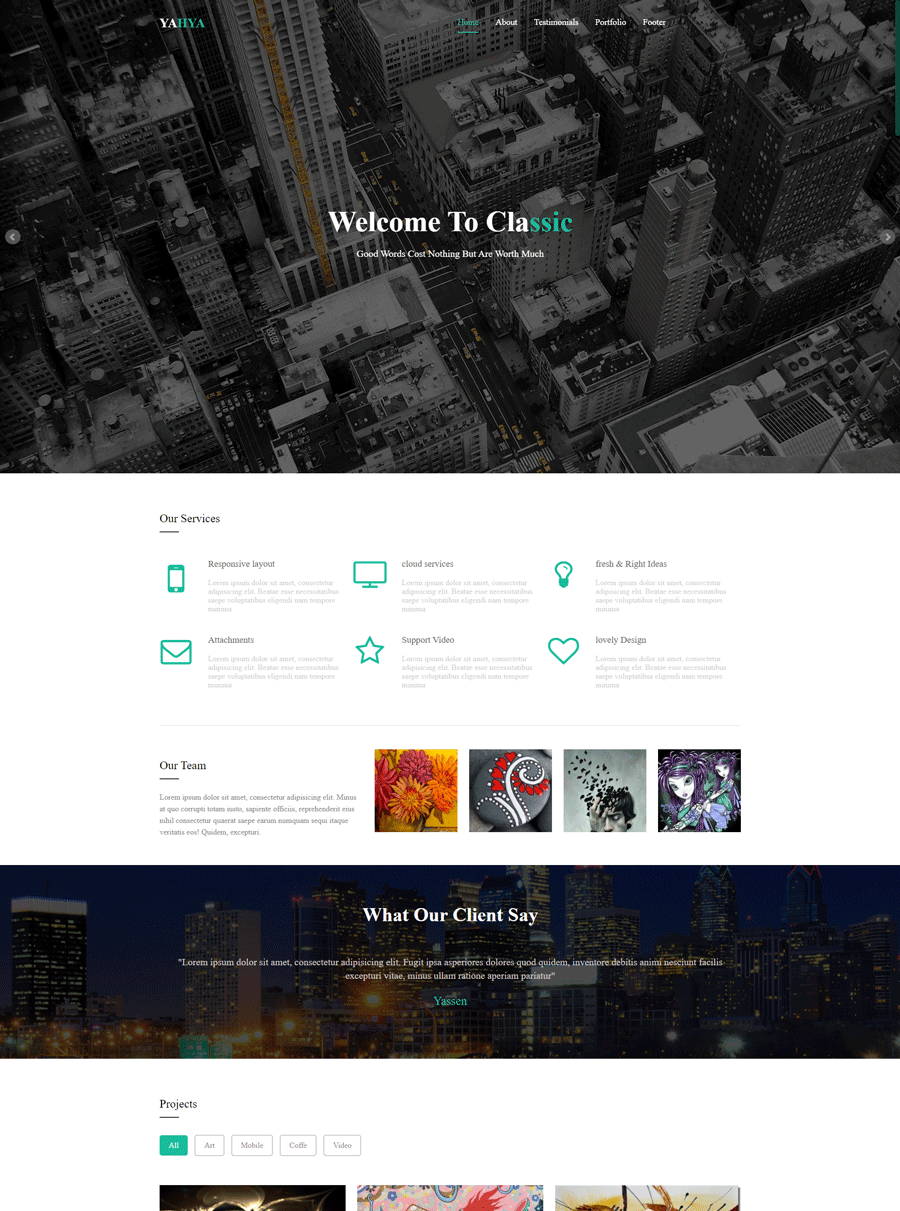 YAHYA
Home About Testimonials Portfolio Footer
Welcome To Classic
Good Words Cost Nothing But Are Worth Much
Our Services
Responsive layout
Lorem ipsum dolor sit amet, consectetur
adipisicing elit. Beatae esse necessitatibus
saepe voluptatibus eligendi nam tempore
minima
cloud services
Lorem ipsum dolor sit amet, consectetur
adipisicing elit. Beatae esse necessitatibus
saepe voluptatibus eligendi nam tempore
minima
fresh & Right Ideas
Lorem ipsum dolor sit amet, consectetur
adipisicing elit. Beatae esse necessitatibus
saepe voluptatibus eligendi nam tempore
minima
Attachments
Lorem ipsum dolor sit amet, consectetur
adipisicing elit. Beatae esse necessitatibus
saepe voluptatibus eligendi nam tempore
minima
Support Video
Lorem ipsum dolor sit amet, consectetur
adipisicing elit. Beatae esse necessitatibus
saepe voluptatibus eligendi nam tempore
minima
lovely Design
Lorem ipsum dolor sit amet, consectetur
adipisicing elit. Beatae esse necessitatibus
saepe voluptatibus eligendi nam tempore
minima
Our Team
Lorem ipsum dolor sit amet, consectetur adipisicing elit. Minus
at quo corrupti totam iusto, sapiente officiis, reprehenderit eius
nihil consectetur quaerat saepe earum numquam sequi itaque
veritatis eos! Quidem, excepturi.
What Our Client Say
"Lorem ipsum dolor sit amet, consectetur adipisicing elit. Fugit ipsa asperiores dolores quod quidem, inventore debitis animi nesciunt facilis
excepturi vitae, minus ullam ratione aperiam pariatur"
Yassen
Projects
All Art Mobile Coffe Video